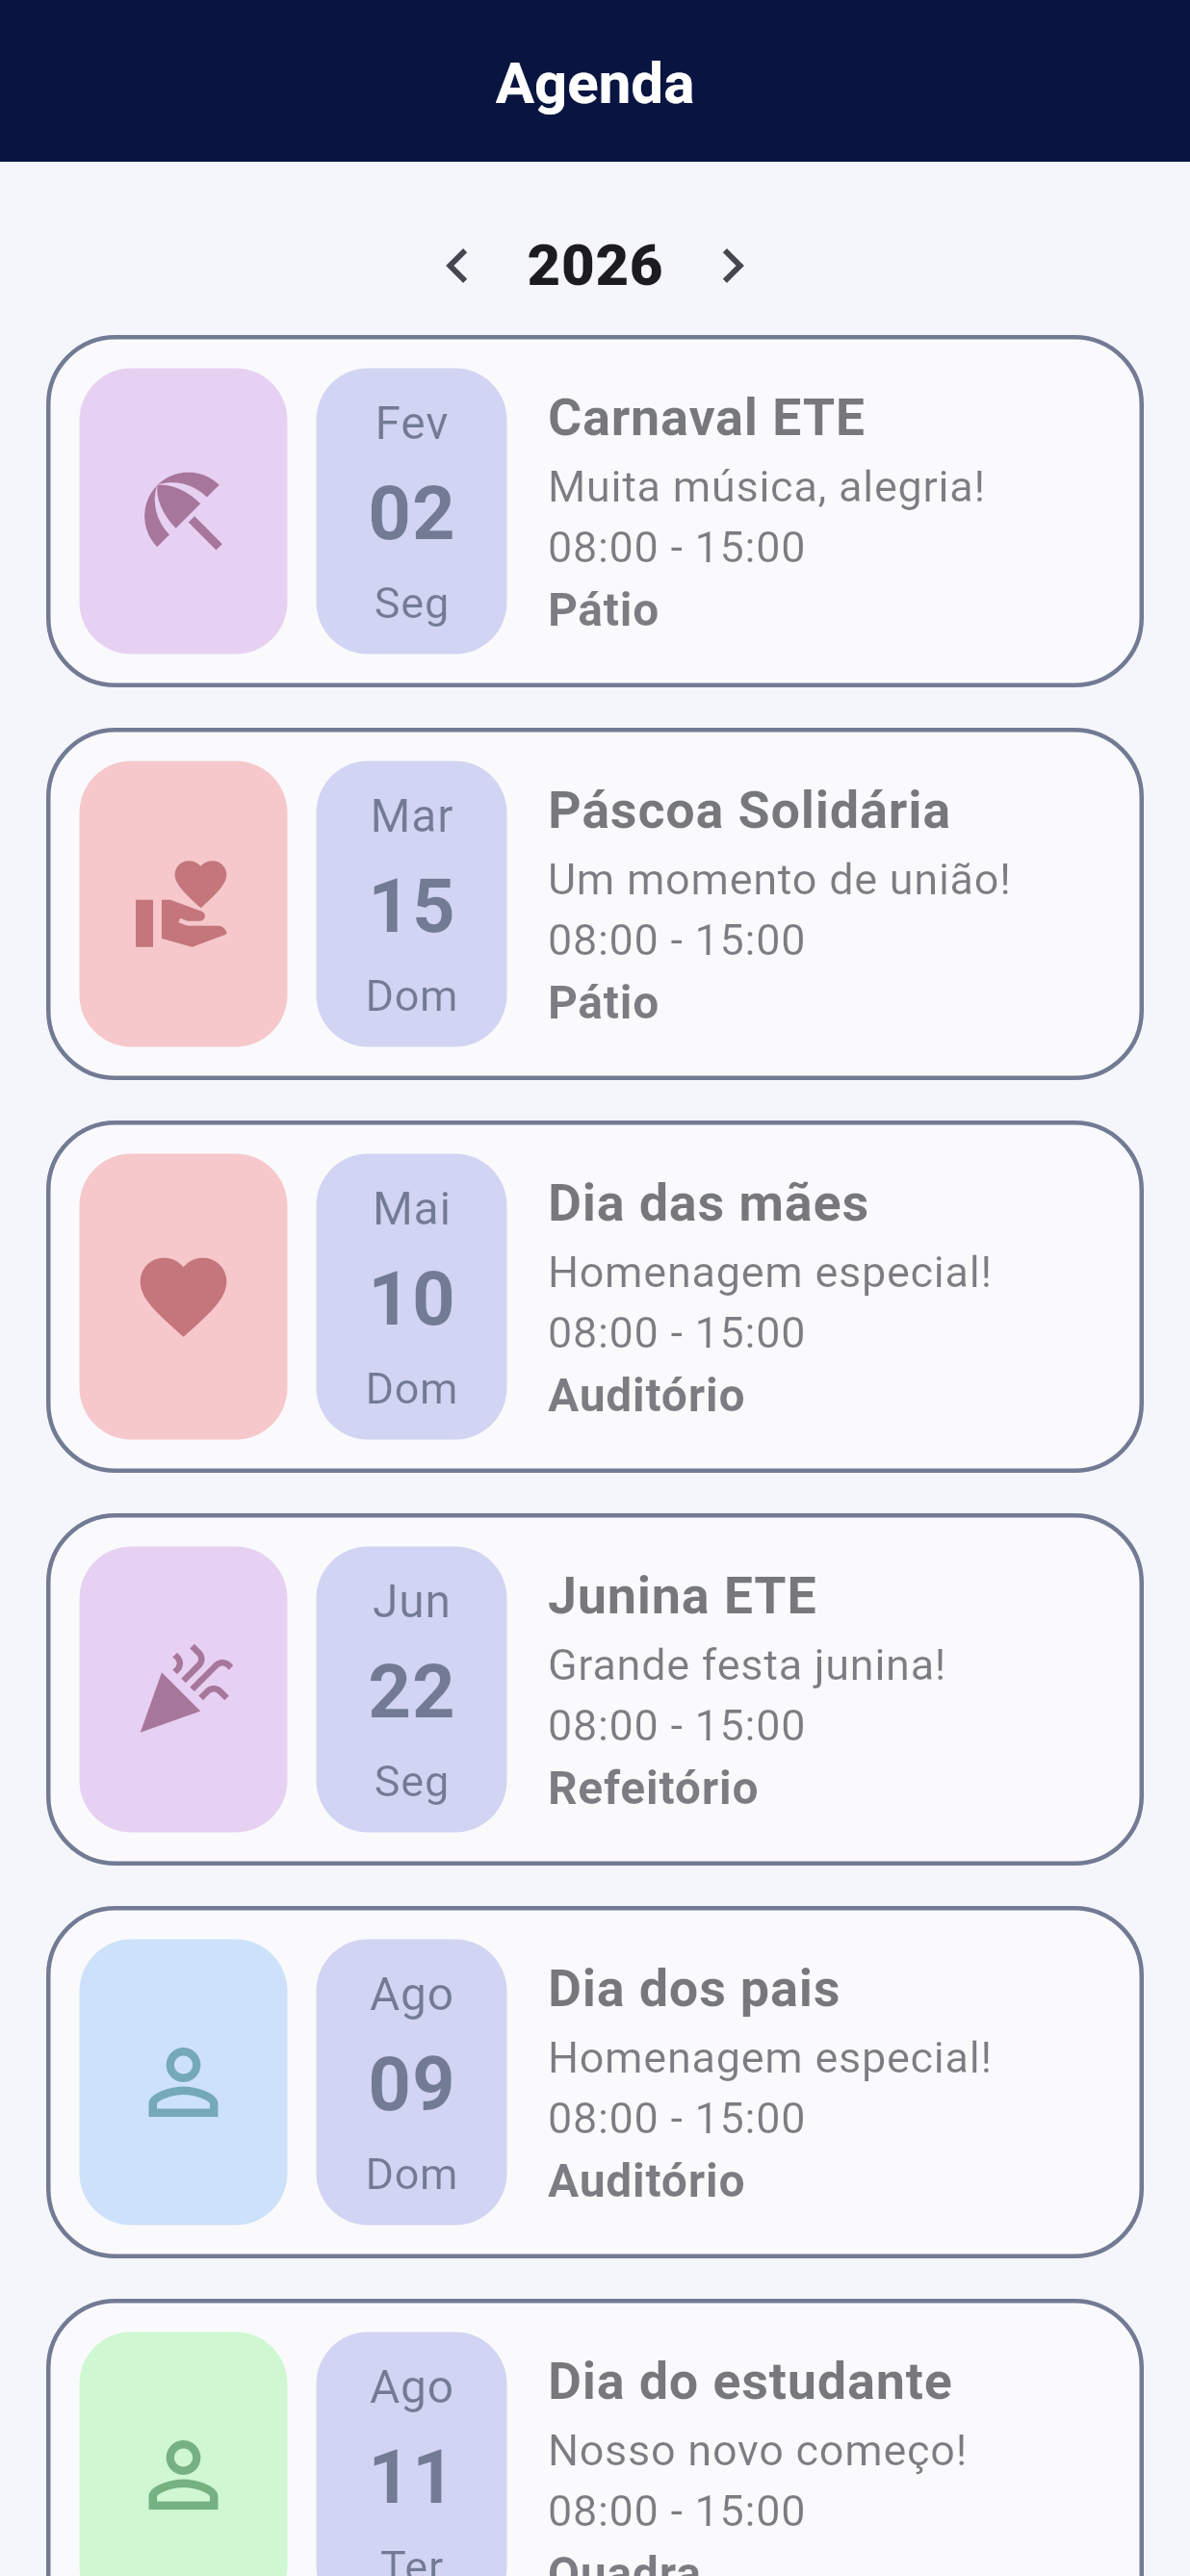 Agenda
2026
Fev
02
Seg
Carnaval ETE
Muita música, alegria!
08:00 - 15:00
Pátio
Mar
15
Dom
Páscoa Solidária
Um momento de união!
08:00 - 15:00
Pátio
Mai
10
Dom
Dia das mães
Homenagem especial!
08:00 - 15:00
Auditório
Jun
22
Seg
Junina ETE
Grande festa junina!
08:00 - 15:00
Refeitório
Ago
09
Dom
Dia dos pais
Homenagem especial!
08:00 - 15:00
Auditório
Ago
11
Ter
Dia do estudante
Nosso novo começo!
08:00 - 15:00
Quadra